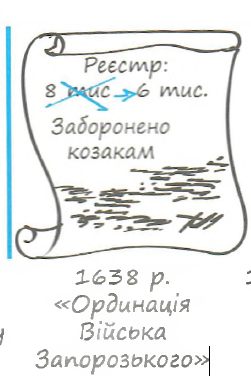 Реєстр:
8 тис → 6 тис.
Заборонено
козакам
1638 р.
«Ординація
Війська
Запорозького»